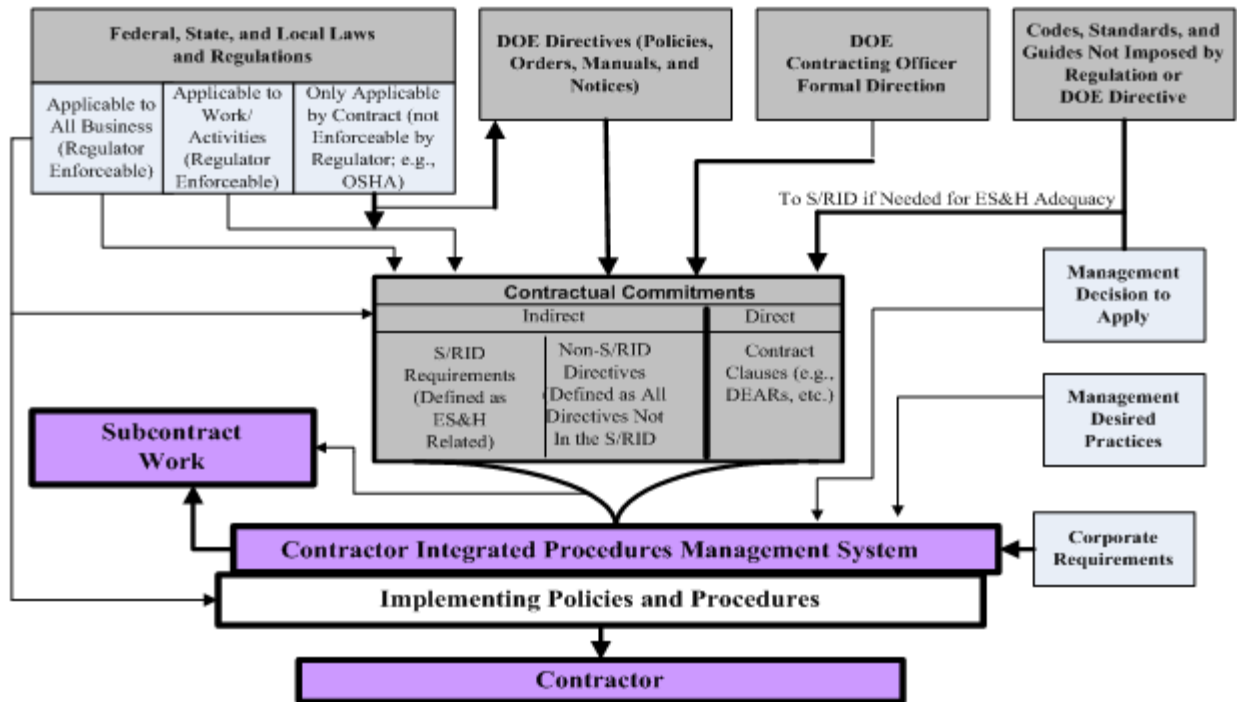 Federal, State, and Local Laws
and Regulations
Applicable to
All Business
(Regulator
Enforceable)
Applicable to
Work/
Activities
(Regulator
Enforceable)
Only Applicable
by Contract (not
Enforceable by
Regulator; e.g.,
OSHA)
DOE Directives (Policies,
Orders, Manuals, and
Notices)
DOE
Contracting Officer
Formal Direction
Codes, Standards, and
Guides Not Imposed by
Regulation or
DOE Directive
To S/RID if Needed for ES&H Adequacy
Contractual Commitments
Indirect
Direct
S/RID
Requirements
(Defined as
ES&H
Related)
Non-S/RID
Directives
(Defined as All
Directives Not
In the S/RID
Contract
Clauses (e.g.,
DEARs, etc.)
Management
Decision to
Apply
Management
Desired
Practices
Corporate
Requirements
Subcontract
Work
Contractor Integrated Procedures Management System
Implementing Policies and Procedures
Contractor